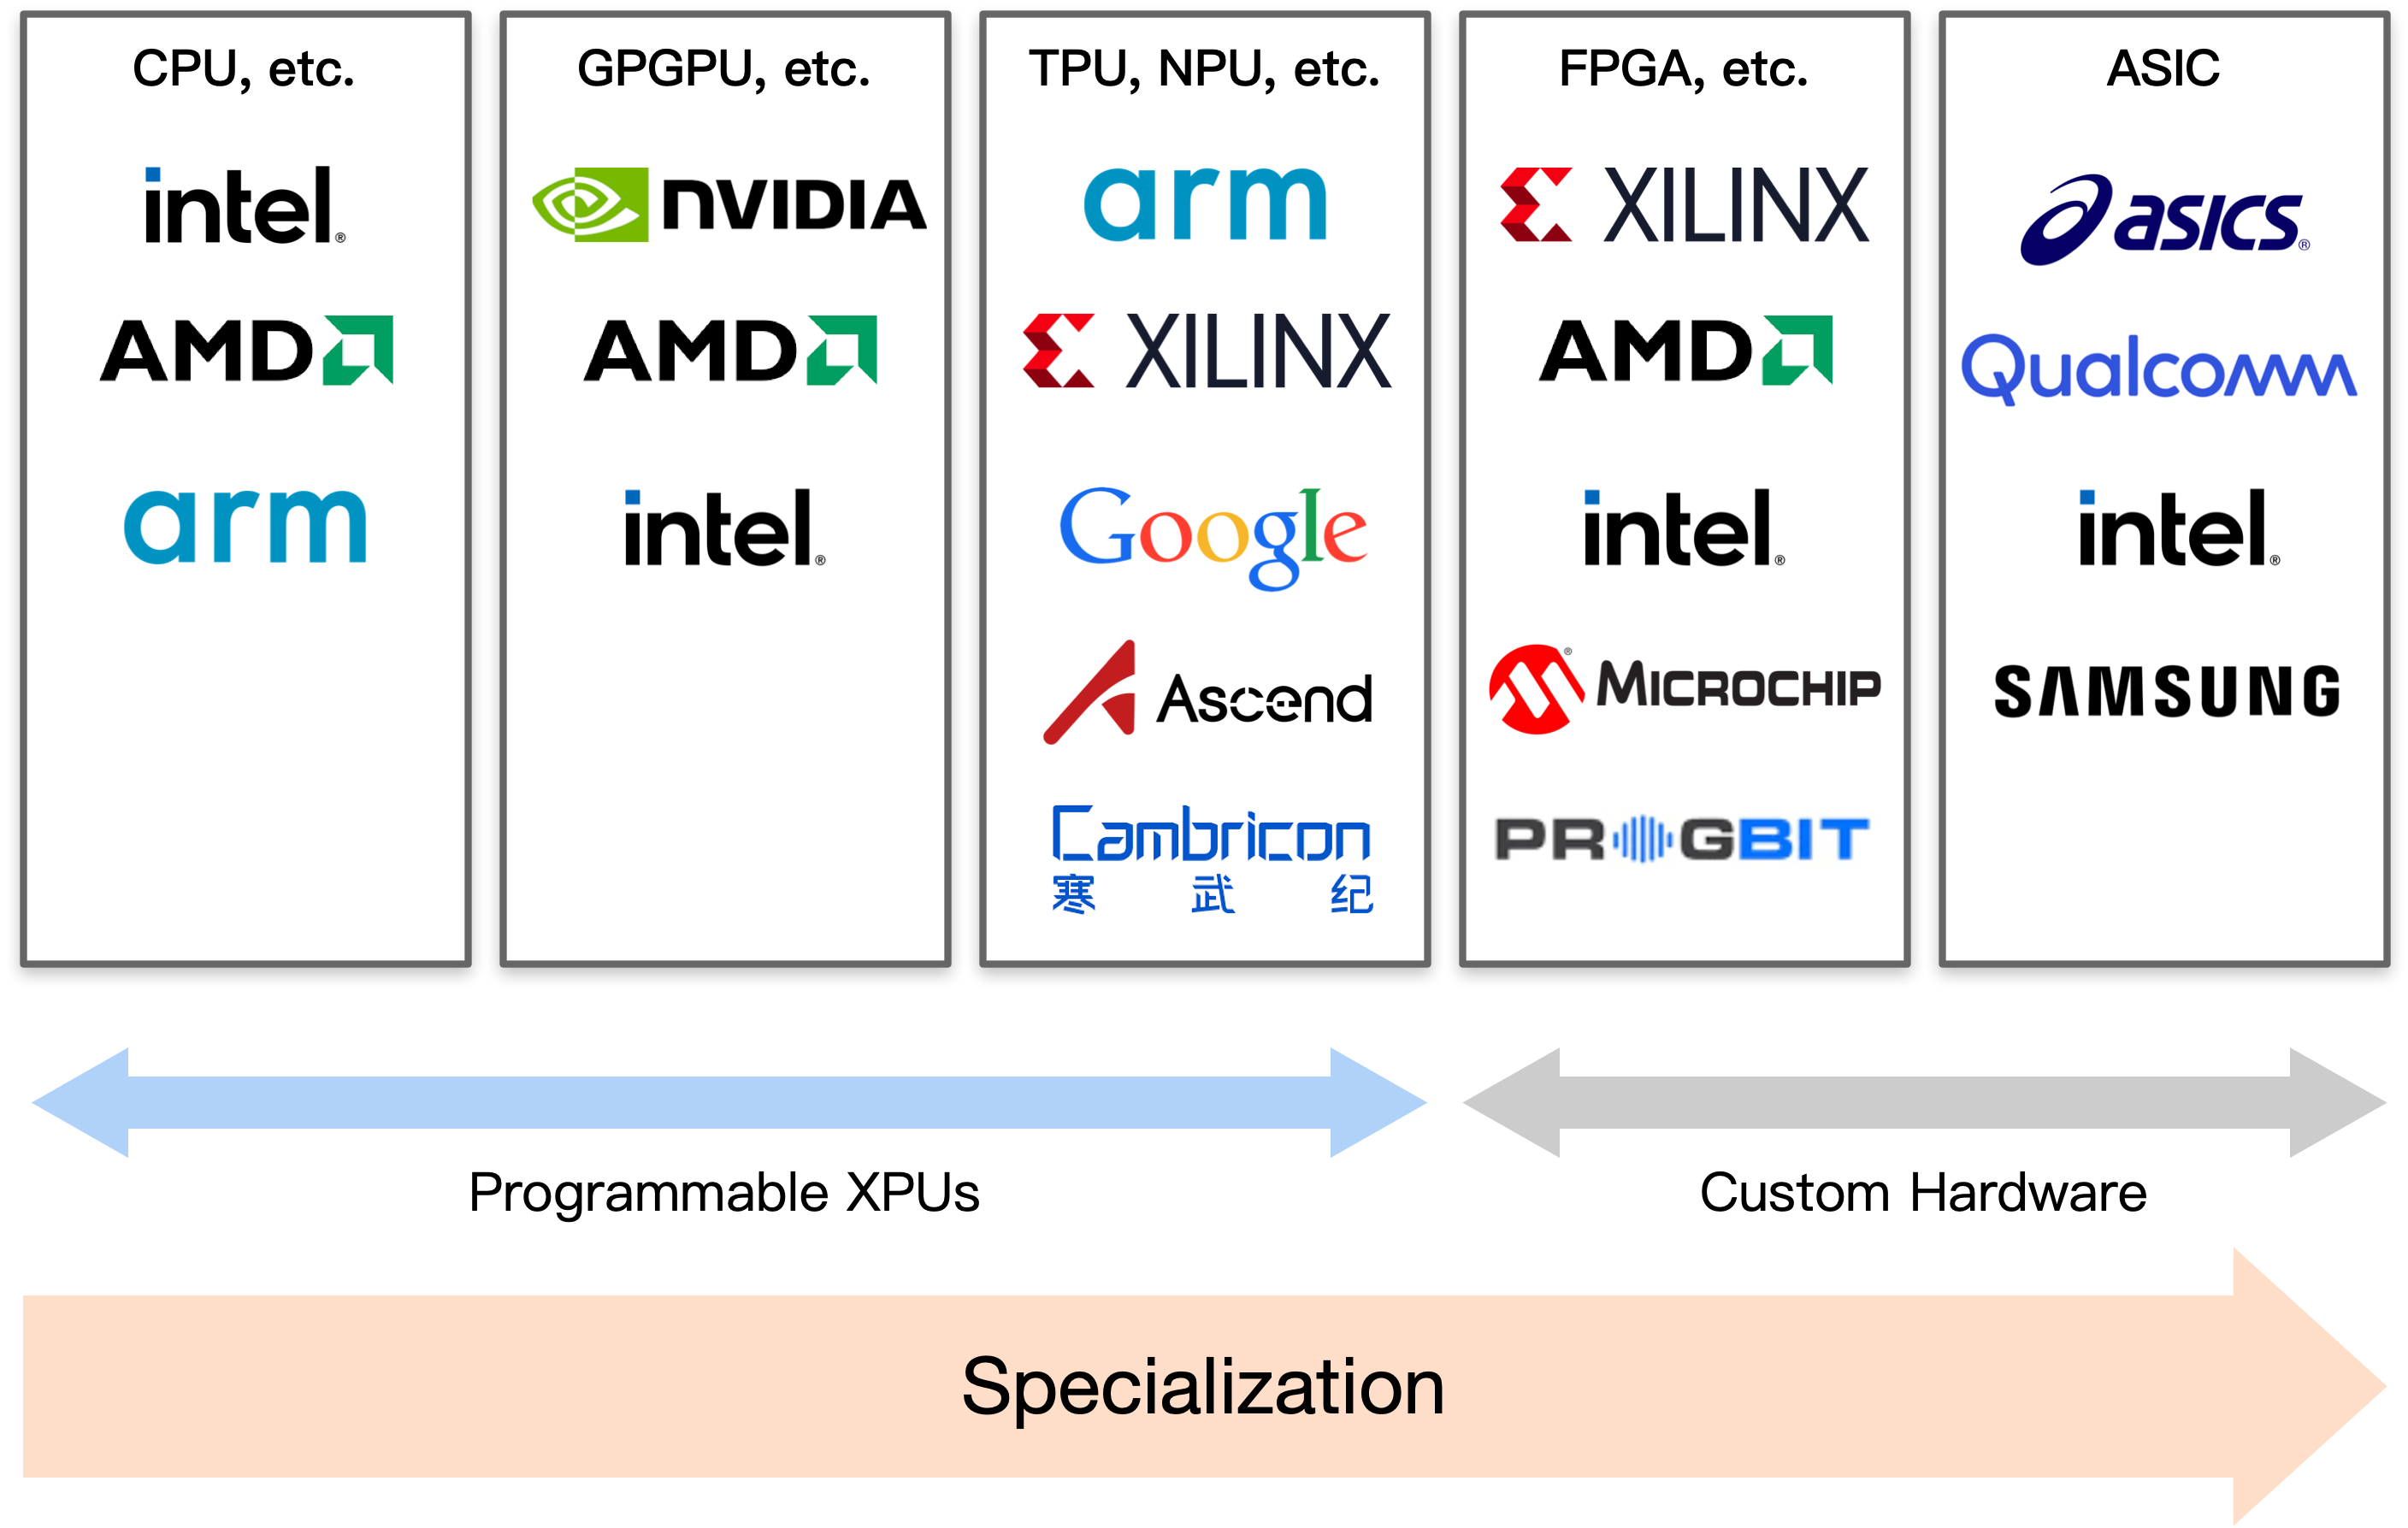 CPU, etc.
intel®
AMD
arm
GPGPU, etc.
NVIDIA
AMD
intel®
TPU, NPU, etc.
arm
XILINX
Google
Ascend
Cambricon
寒 武 纪
FPGA, etc.
XILINX
AMD
intel®
MICROCHIP®
PROGBIT
ASIC
asics®
Qualcomm
intel®
SAMSUNG
Programmable XPUs
Custom Hardware
Specialization